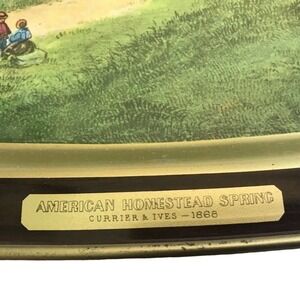 AMERICAN HOMESTEAD SPRING
CURRIER & IVES - 1868